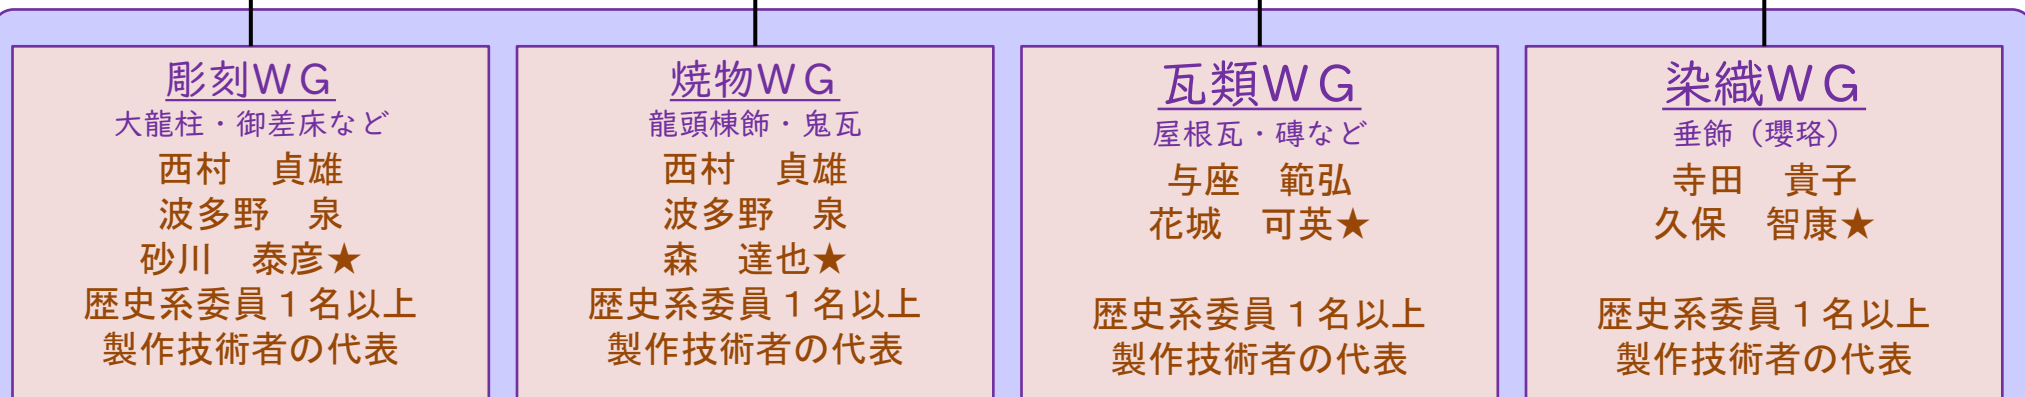 彫刻ＷＧ
大龍柱・御差床など
西村　貞雄
波多野　泉
砂川　泰彦★
歴史系委員１名以上
製作技術者の代表
焼物ＷＧ
龍頭棟飾・鬼瓦
西村　貞雄
波多野　泉
森　達也★
歴史系委員１名以上
製作技術者の代表
瓦類ＷＧ
屋根瓦・磚など
与座　範弘
花城　可英★
歴史系委員１名以上
製作技術者の代表
染織ＷＧ
垂飾（瓔珞）
寺田　貴子
久保　智康★
歴史系委員１名以上
製作技術者の代表